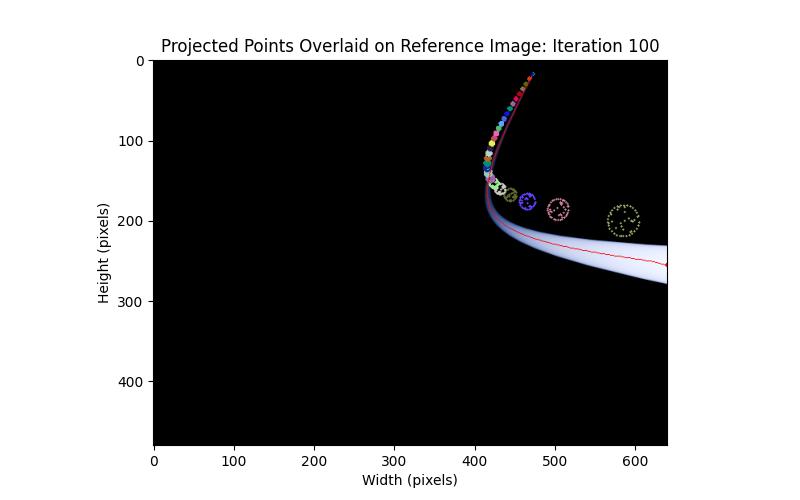 Projected Points Overlaid on Reference Image: Iteration 100
0
100
200
300
400
Height (pixels)
0 100 200 300 400 500 600
Width (pixels)